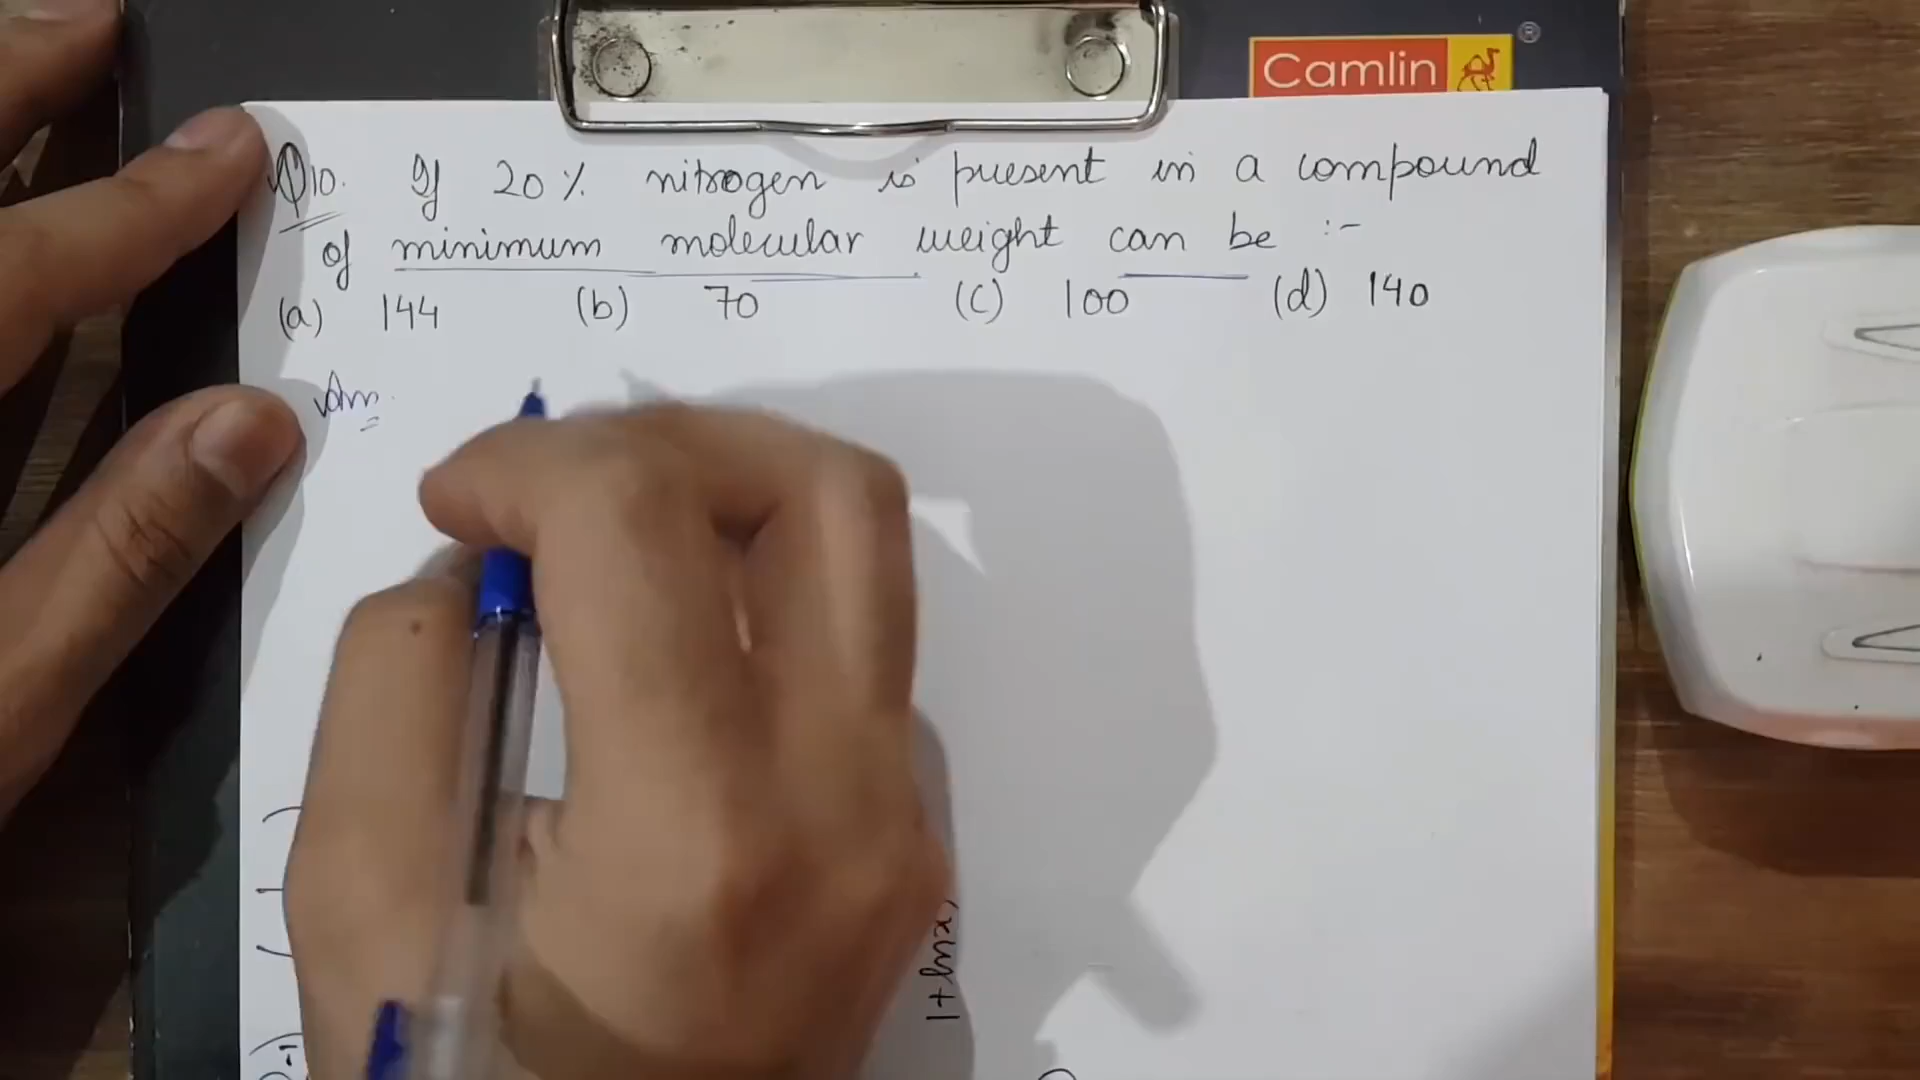 Camlin ®
Q10. If 20% nitrogen is present in a compound
of minimum molecular weight can be :-
(a) 144 (b) 70 (c) 100 (d) 140
Ans.
1+lnx,
-1)